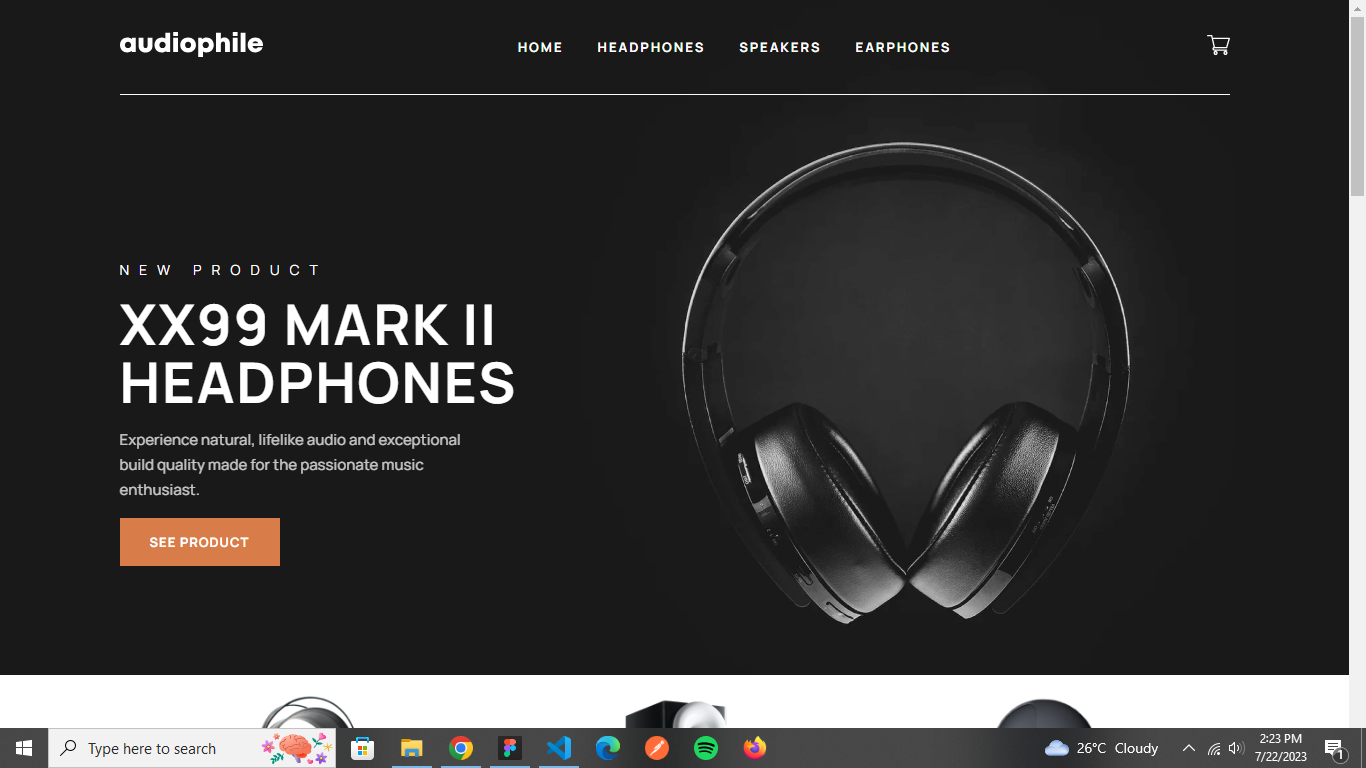 audiophile
HOME HEADPHONES SPEAKERS EARPHONES
NEW PRODUCT
XX99 MARK II
HEADPHONES
Experience natural, lifelike audio and exceptional
build quality made for the passionate music
enthusiast.
SEE PRODUCT
Type here to search
26°C Cloudy
2:23 PM
7/22/2023
1